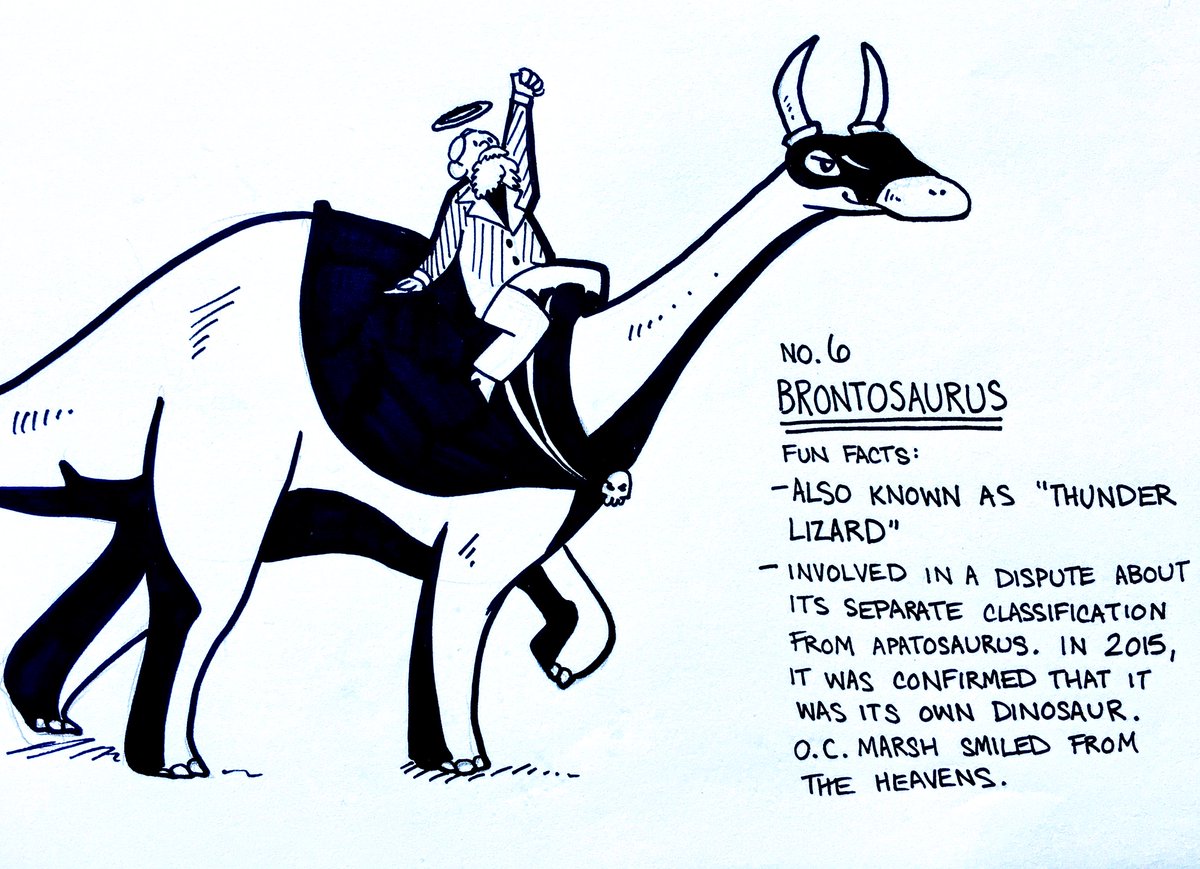 NO. 6
BRONTOSAURUS
FUN FACTS:
- ALSO KNOWN AS "THUNDER
LIZARD"
- INVOLVED IN A DISPUTE ABOUT
ITS SEPARATE CLASSIFICATION
FROM APATOSAURUS. IN 2015,
IT WAS CONFIRMED THAT IT
WAS ITS OWN DINOSAUR.
O.C. MARSH SMILED FROM
THE HEAVENS.